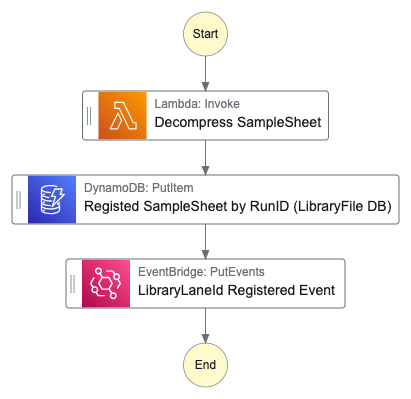 Start
Lambda: Invoke
Decompress SampleSheet
DynamoDB: PutItem
Registed SampleSheet by RunID (LibraryFile DB)
EventBridge: PutEvents
LibraryLaneId Registered Event
End